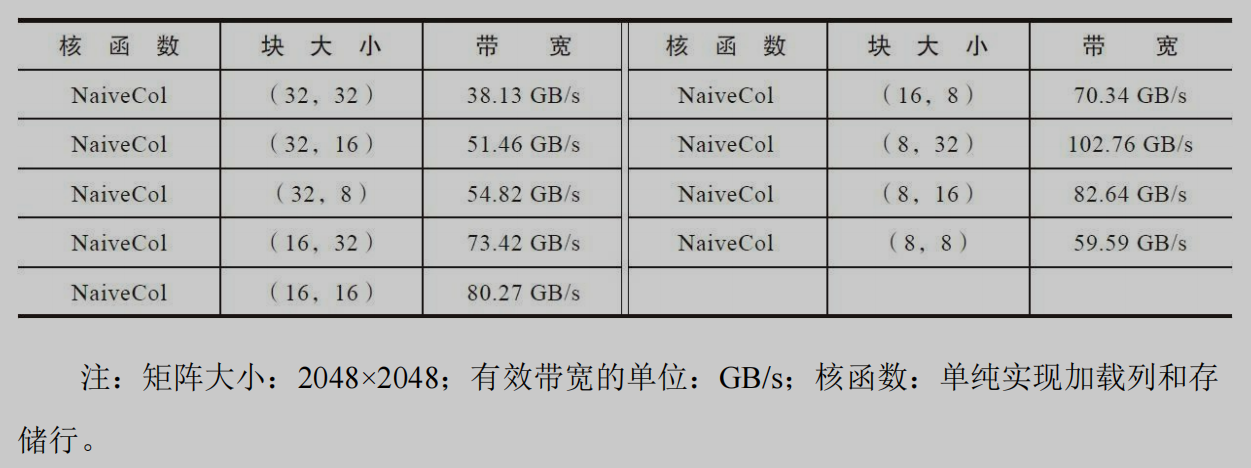 核 函 数 块 大 小 带 宽 核 函 数 块 大 小 带 宽
NaiveCol （32，32） 38.13 GB/s NaiveCol （16，8） 70.34 GB/s
NaiveCol （32，16） 51.46 GB/s NaiveCol （8，32） 102.76 GB/s
NaiveCol （32，8） 54.82 GB/s NaiveCol （8，16） 82.64 GB/s
NaiveCol （16，32） 73.42 GB/s NaiveCol （8，8） 59.59 GB/s
NaiveCol （16，16） 80.27 GB/s
注：矩阵大小：2048×2048；有效带宽的单位：GB/s；核函数：单纯实现加载列和存
储行。